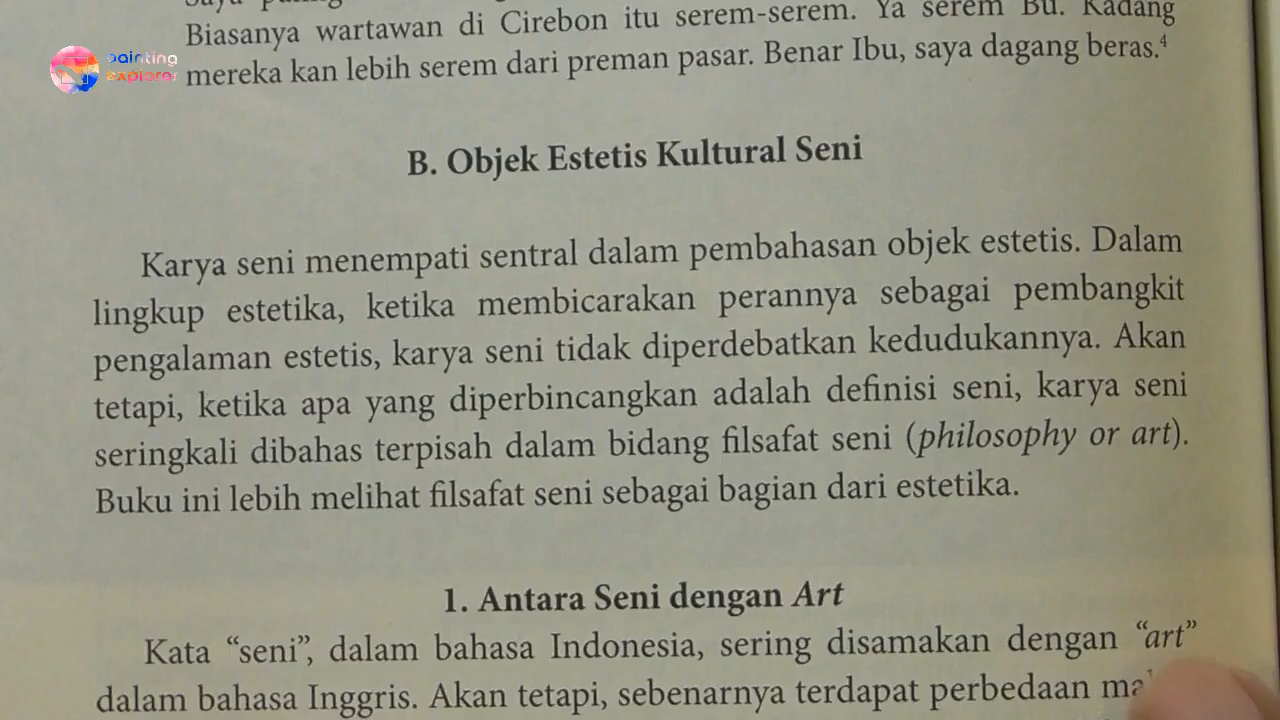 Biasanya wartawan di Cirebon itu serem-serem. Ya serem Bu. Kadang
painting
explorer
mereka kan lebih serem dari preman pasar. Benar Ibu, saya dagang beras.⁴
B. Objek Estetis Kultural Seni
Karya seni menempati sentral dalam pembahasan objek estetis. Dalam
lingkup estetika, ketika membicarakan perannya sebagai pembangkit
pengalaman estetis, karya seni tidak diperdebatkan kedudukannya. Akan
tetapi, ketika apa yang diperbincangkan adalah definisi seni, karya seni
seringkali dibahas terpisah dalam bidang filsafat seni (philosophy or art).
Buku ini lebih melihat filsafat seni sebagai bagian dari estetika.
1. Antara Seni dengan Art
Kata “seni”, dalam bahasa Indonesia, sering disamakan dengan “art”
dalam bahasa Inggris. Akan tetapi, sebenarnya terdapat perbedaan